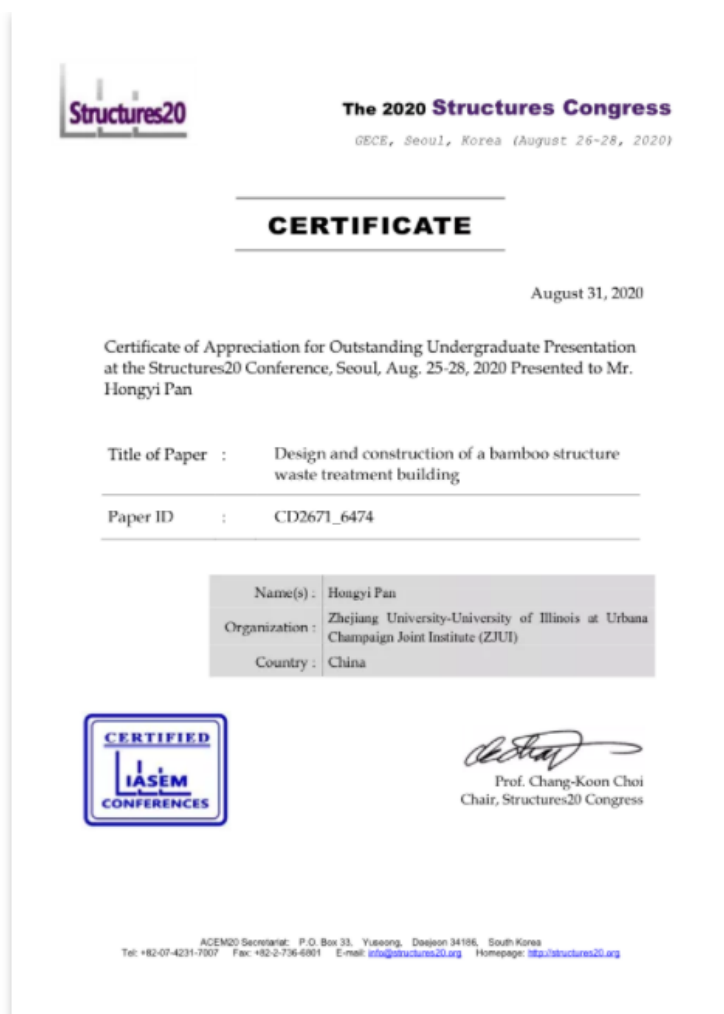 Structures20
The 2020 Structures Congress
GECE, Seoul, Korea (August 26-28, 2020)
CERTIFICATE
August 31, 2020
Certificate of Appreciation for Outstanding Undergraduate Presentation
at the Structures20 Conference, Seoul, Aug. 25-28, 2020 Presented to Mr.
Hongyi Pan
Title of Paper : Design and construction of a bamboo structure
waste treatment building
Paper ID : CD2671_6474
Name(s) : Hongyi Pan
Organization : Zhejiang University-University of Illinois at Urbana
Champaign Joint Institute (ZJUI)
Country : China
CERTIFIED
IASEM
CONFERENCES
Prof. Chang-Koon Choi
Chair, Structures20 Congress
ACEM20 Secretariat: P.O. Box 33, Yuseong, Daejeon 34186, South Korea
Tel: +82-07-4231-7007 Fax: +82-2-736-6801 E-mail: info@structures20.org Homepage: http://structures20.org